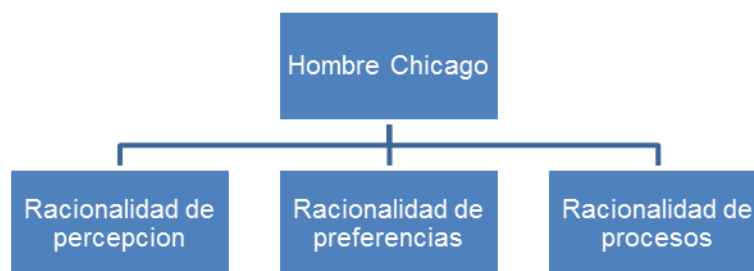 Hombre Chicago
Racionalidad de
percepcion
Racionalidad de
preferencias
Racionalidad de
procesos